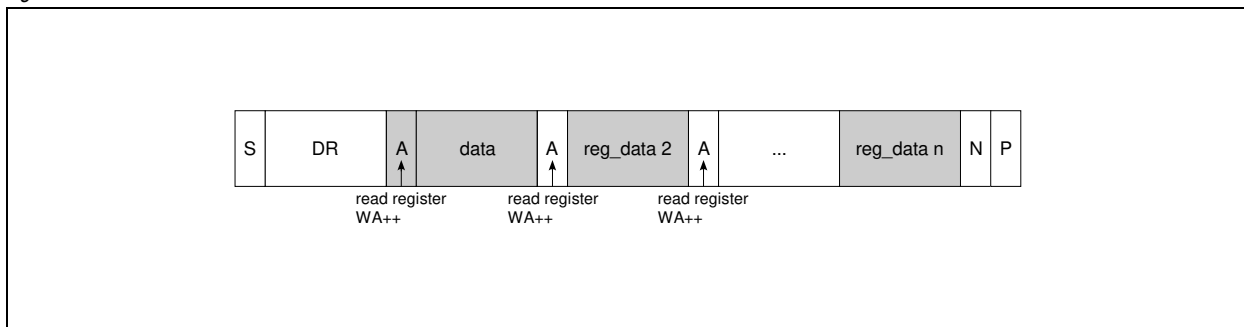 S DR A data A reg_data 2 A ... reg_data n N P
read register read register read register
WA++ WA++ WA++